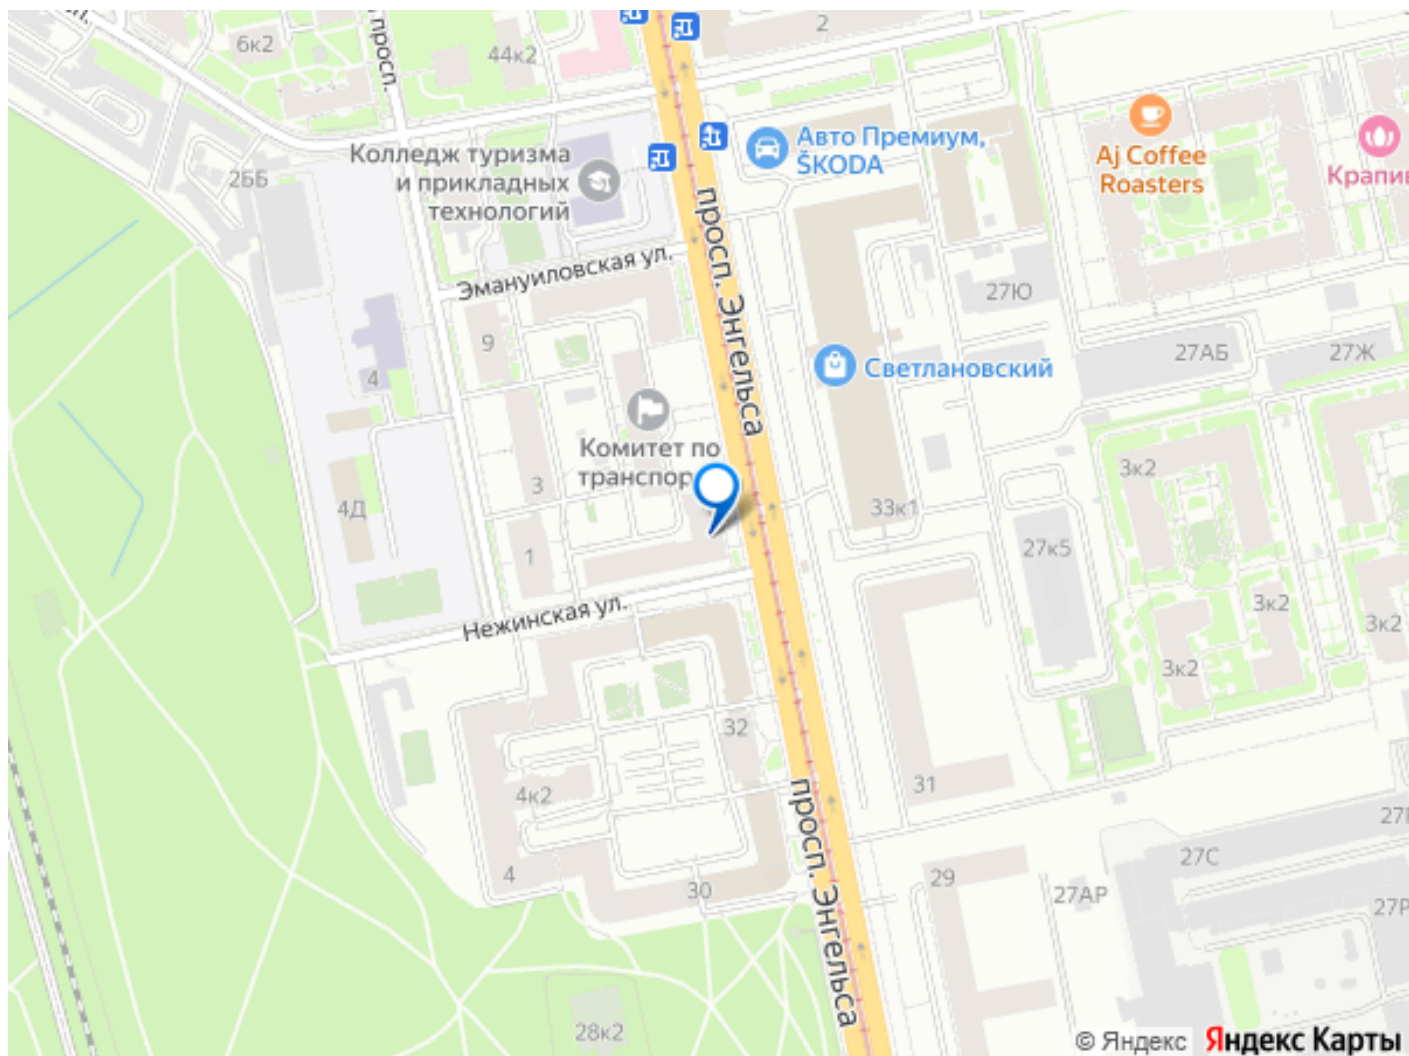 6к2
просп.
44к2
2
Авто Премиум,
ŠKODA
Aj Coffee
Roasters
Колледж туризма
и прикладных
технологий
2ББ
просп. Энгельса
Эмануиловская ул.
27Ю
9
27АБ
27Ж
4
Светлановский
Комитет по
3
3к2
4Д
33к1
1
27к5
3к2
3к2
Нежинская ул.
3к2
32
31
4к2
просп. Энгельса
4
30
29
27С
27АР
28к2
© Яндекс
Яндекс Карты